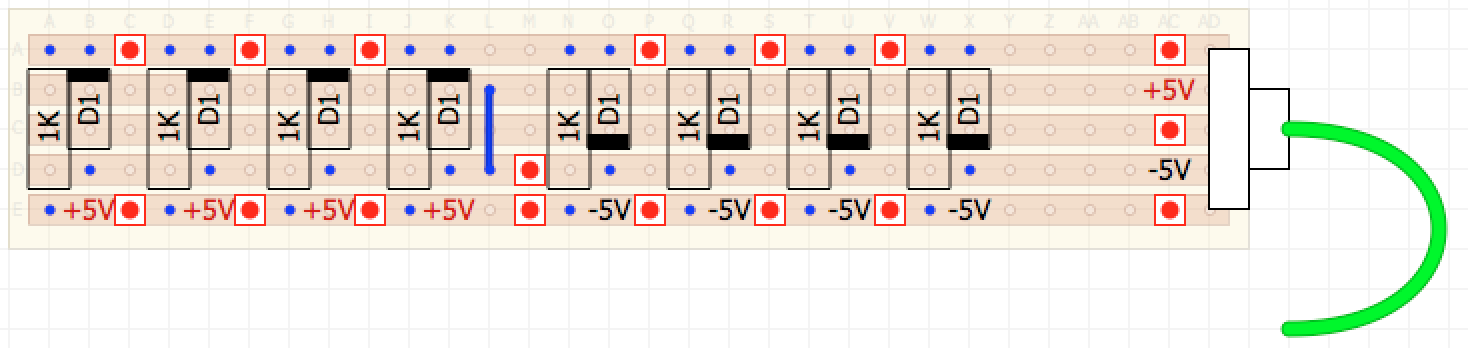 A B C D E F G H I J K L M N O P Q R S T U V W X Y Z AA AB AC AD
A
B
C
D
E
1K D1 1K D1 1K D1 1K D1 1K D1 1K D1 1K D1 1K D1
+5V
-5V
+5V +5V +5V +5V -5V -5V -5V -5V